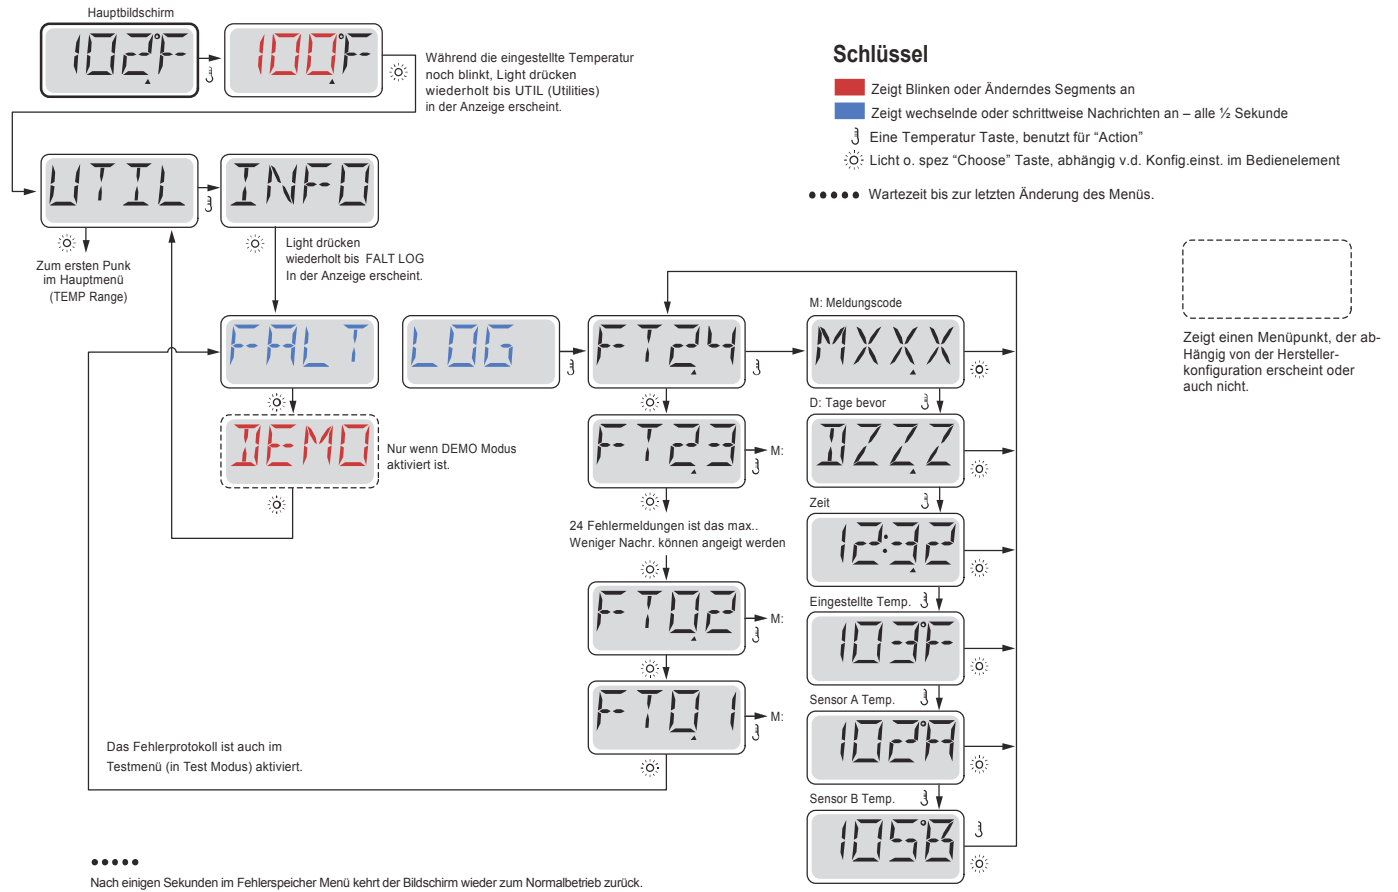 Hauptbildschirm
102°F
100°F
Während die eingestellte Temperatur
noch blinkt, Light drücken
wiederholt bis UTIL (Utilities)
in der Anzeige erscheint.
Schlüssel
Zeigt Blinken oder Änderndes Segments an
Zeigt wechselnde oder schrittweise Nachrichten an – alle ½ Sekunde
Eine Temperatur Taste, benutzt für “Action”
Licht o. spez “Choose” Taste, abhängig v.d. Konfig.einst. im Bedienelement
Wartezeit bis zur letzten Änderung des Menüs.
UTIL
INFO
Zum ersten Punk
im Hauptmenü
(TEMP Range)
Light drücken
wiederholt bis FALT LOG
In der Anzeige erscheint.
Zeigt einen Menüpunkt, der ab-
Hängig von der Hersteller-
konfiguration erscheint oder
auch nicht.
FALT
LOG
FT24
M: Meldungscode
MXXX
DEMO
Nur wenn DEMO Modus
aktiviert ist.
FT23
M:
D: Tage bevor
DZZZ
24 Fehlermeldungen ist das max..
Weniger Nachr. können angeigt werden
Zeit
12:32
FT02
M:
Eingestellte Temp.
103°F
FT01
M:
Sensor A Temp.
102°A
Das Fehlerprotokoll ist auch im
Testmenü (in Test Modus) aktiviert.
Sensor B Temp.
105°B
Nach einigen Sekunden im Fehlerspeicher Menü kehrt der Bildschirm wieder zum Normalbetrieb zurück.